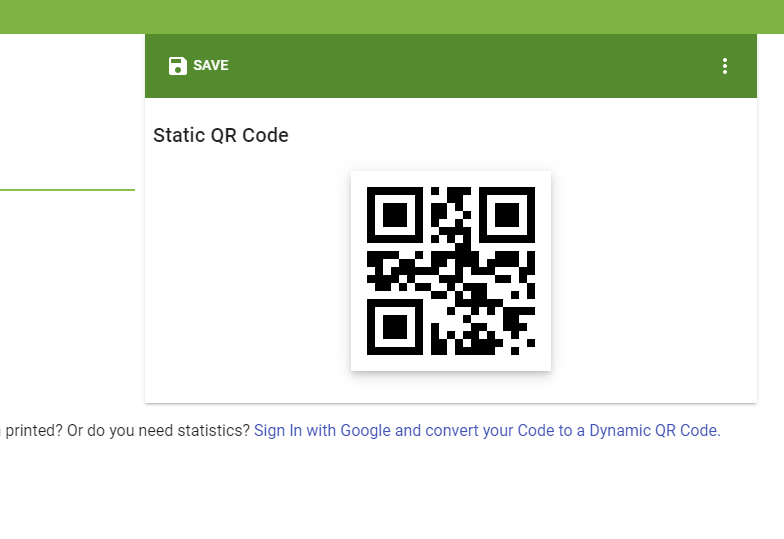 SAVE
Static QR Code
printed? Or do you need statistics? Sign In with Google and convert your Code to a Dynamic QR Code.